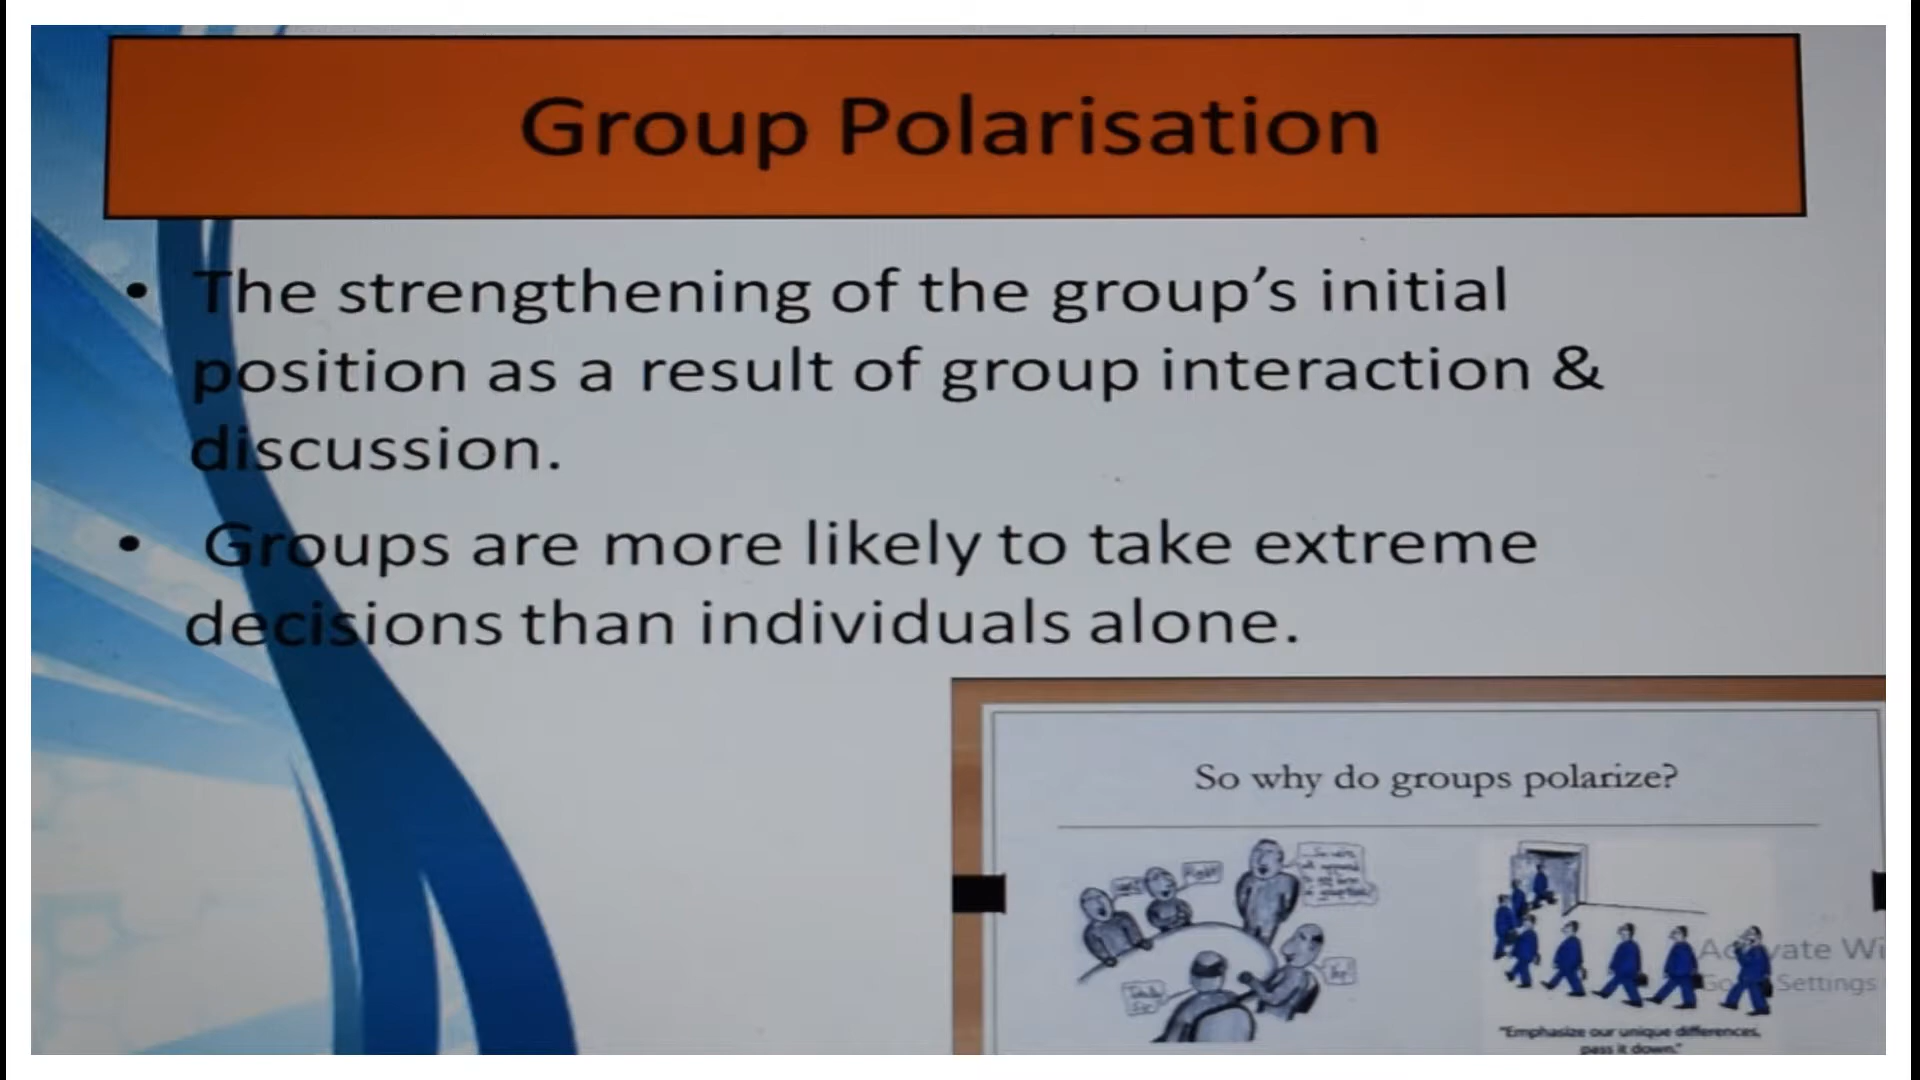 Group Polarisation
• The strengthening of the group's initial
position as a result of group interaction &
discussion.
• Groups are more likely to take extreme
decisions than individuals alone.
So why do groups polarize?
Activate Wi
Go Settings
"Emphasize our unique differences,
pass it down."